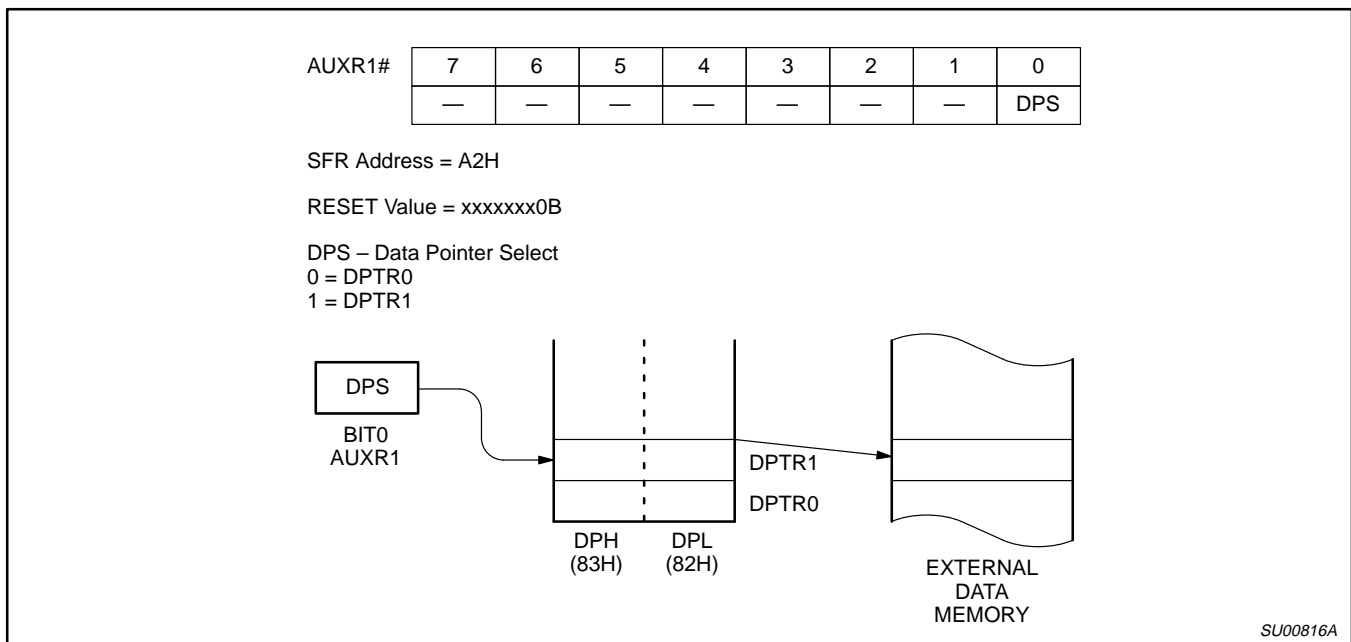 AUXR1# 7 6 5 4 3 2 1 0
— — — — — — — DPS
SFR Address = A2H
RESET Value = xxxxxxx0B
DPS – Data Pointer Select
0 = DPTR0
1 = DPTR1
DPS
BIT0
AUXR1
DPTR1
DPTR0
DPH
(83H)
DPL
(82H)
EXTERNAL
DATA
MEMORY
SU00816A